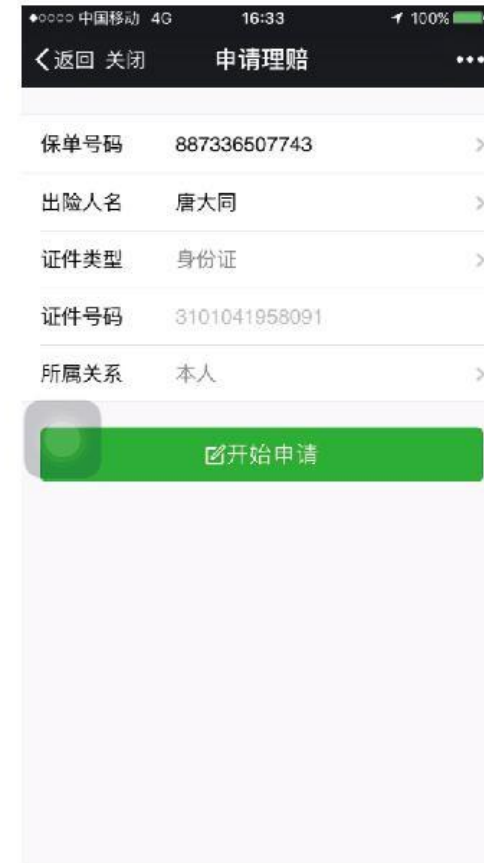 中国移动 4G 16:33 100%
返回 关闭 申请理赔
保单号码 887336507743
出险人名 唐大同
证件类型 身份证
证件号码 3101041958091
所属关系 本人
开始申请